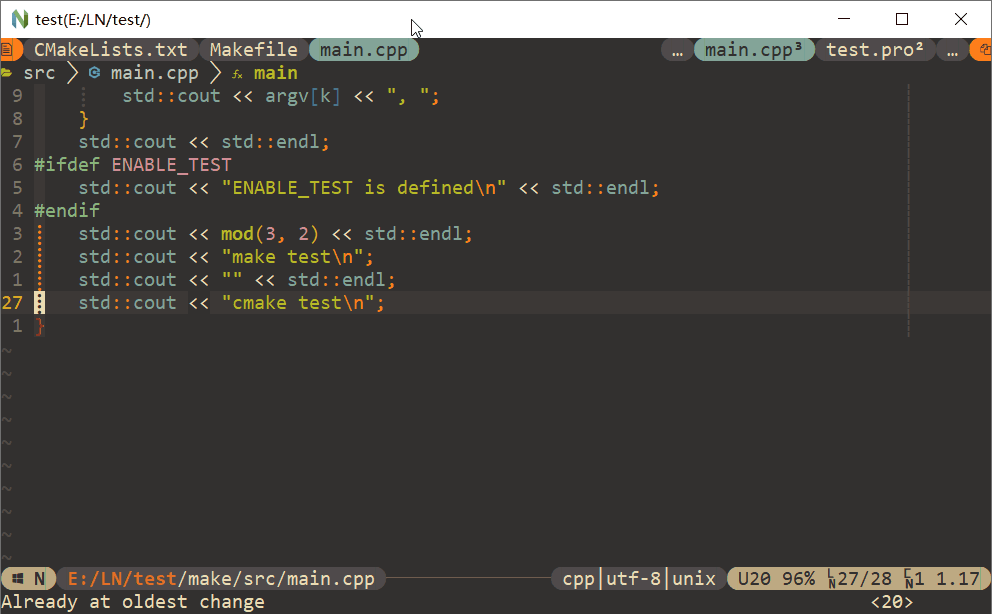 test(E:/LN/test/)
CMakeLists.txt Makefile main.cpp … main.cpp³ test.pro² …
src main.cpp main
9 std::cout << argv[k] << ", ";
8 }
7 std::cout << std::endl;
6 #ifdef ENABLE_TEST
5 std::cout << "ENABLE_TEST is defined\n" << std::endl;
4 #endif
3 std::cout << mod(3, 2) << std::endl;
2 std::cout << "make test\n";
1 std::cout << "" << std::endl;
27 std::cout << "cmake test\n";
1 }
~
~
~
~
~
~
~
~
~
~
N E:/LN/test/make/src/main.cpp cpp|utf-8|unix U20 96% LN27/28 CN1 1.17
Already at oldest change <20>